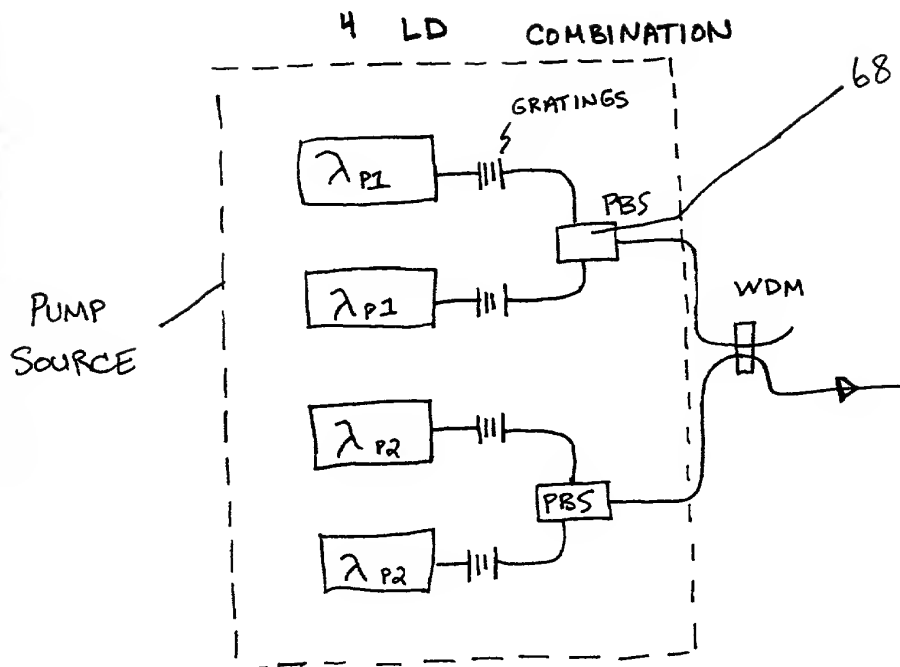 4 LD COMBINATION
68
GRATINGS
λP1
PBS
λP1
WDM
PUMP
SOURCE
λP2
PBS
λP2